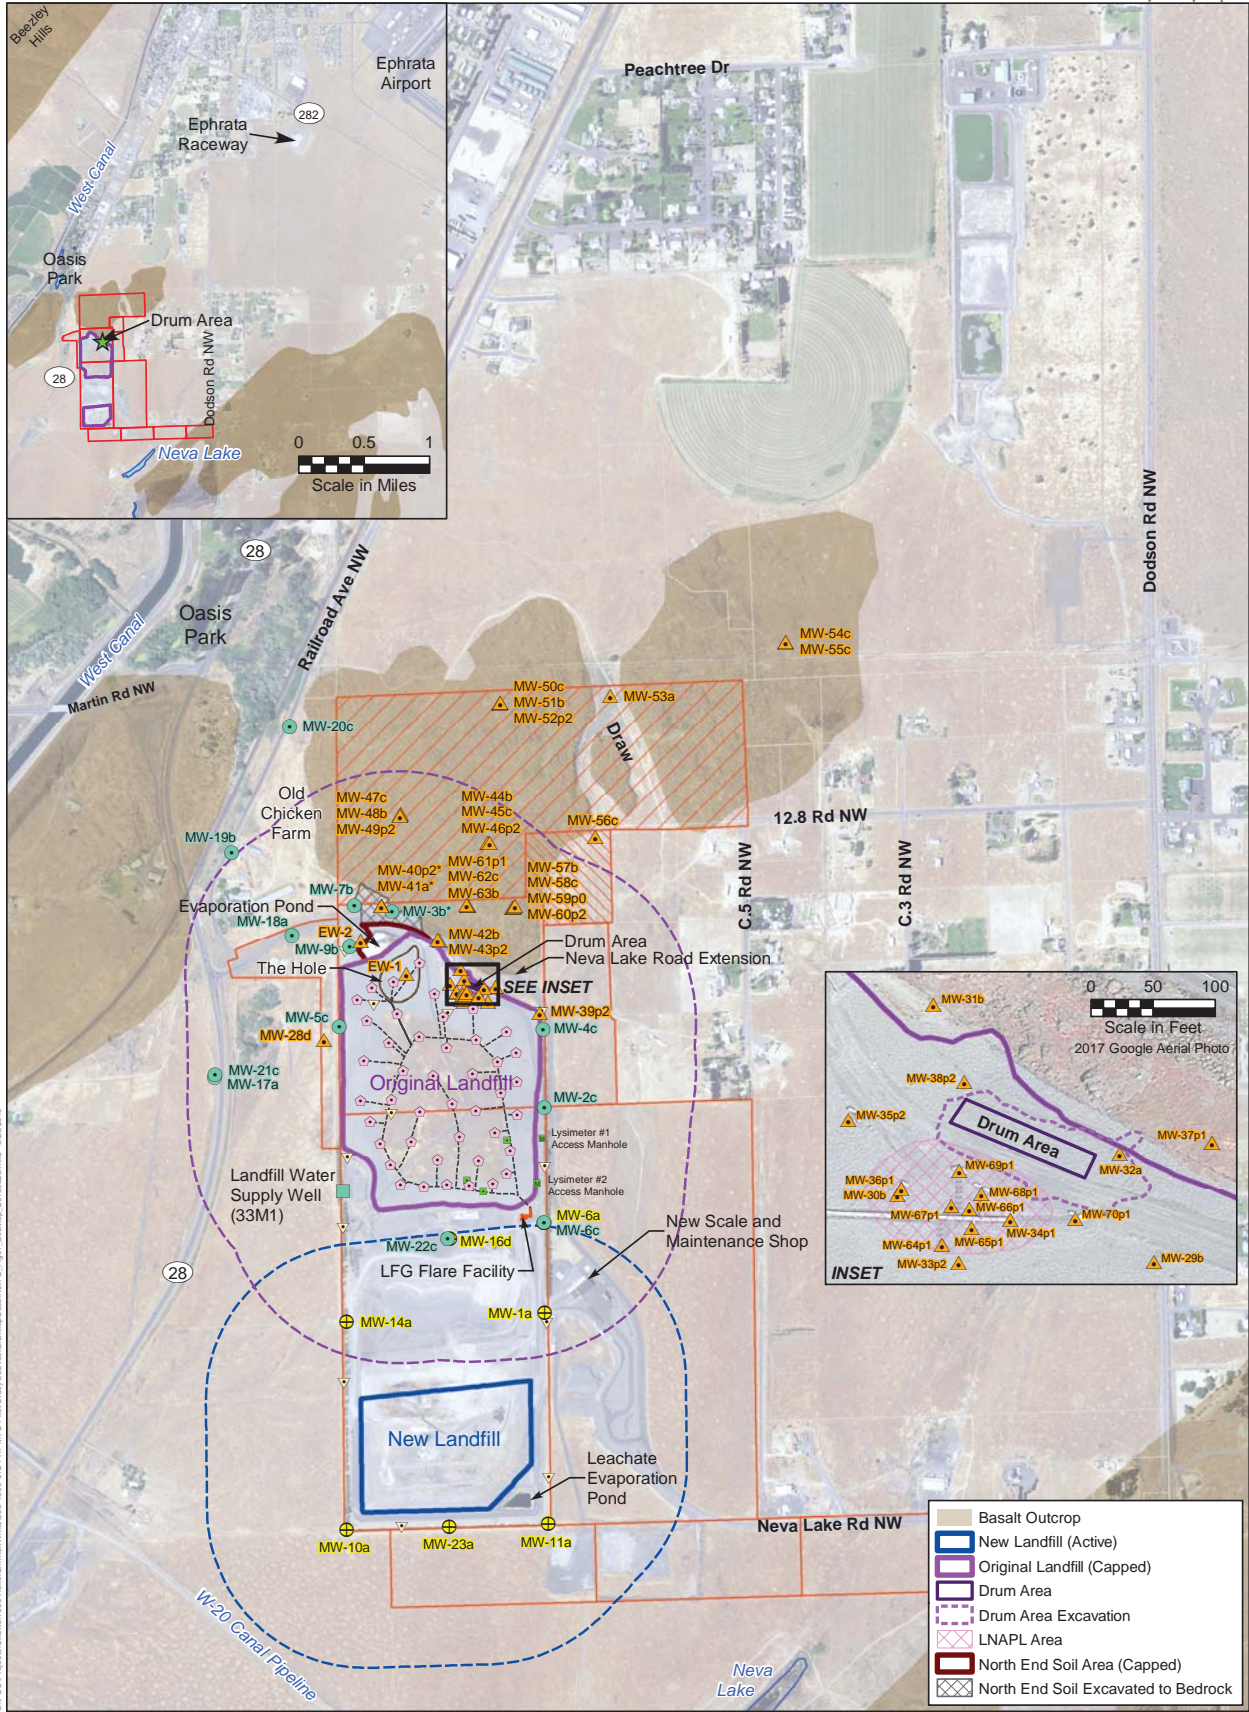 Beezley
Hills
Ephrata
Airport
282
Ephrata
Raceway
West Canal
Oasis
Park
Drum Area
28
Dodson Rd NW
Neva Lake
0 0.5 1
Scale in Miles
Peachtree Dr
Dodson Rd NW
28
Railroad Ave NW
Oasis
Park
West Canal
Martin Rd NW
MW-54c
MW-55c
MW-50c
MW-51b
MW-52p2
MW-53a
MW-20c
Draw
Old
Chicken
Farm
MW-47c
MW-48b
MW-49p2
MW-44b
MW-45c
MW-46p2
MW-56c
12.8 Rd NW
MW-19b
MW-40p2*
MW-41a*
MW-61p1
MW-62c
MW-63b
MW-57b
MW-58c
MW-59p0
MW-60p2
C.5 Rd NW
C.3 Rd NW
MW-7b
MW-3b*
Evaporation Pond
MW-18a
EW-2
MW-9b
MW-42b
MW-43p2
Drum Area
Neva Lake Road Extension
The Hole
EW-1
SEE INSET
MW-39p2
MW-5c
MW-4c
MW-28d
MW-21c
MW-17a
Original Landfill
MW-2c
Lysimeter #1
Access Manhole
Landfill Water
Supply Well
(33M1)
Lysimeter #2
Access Manhole
MW-6a
MW-6c
MW-22c
MW-16d
New Scale and
Maintenance Shop
LFG Flare Facility
28
MW-14a
MW-1a
New Landfill
Leachate
Evaporation
Pond
MW-10a
MW-23a
MW-11a
Neva Lake Rd NW
W-20 Canal Pipeline
Neva
Lake
MW-31b
0 50 100
Scale in Feet
2017 Google Aerial Photo
MW-38p2
MW-35p2
Drum Area
MW-37p1
MW-32a
MW-69p1
MW-36p1
MW-30b
MW-68p1
MW-67p1
MW-66p1
MW-70p1
MW-34p1
MW-65p1
MW-64p1
MW-33p2
MW-29b
INSET
Basalt Outcrop
New Landfill (Active)
Original Landfill (Capped)
Drum Area
Drum Area Excavation
LNAPL Area
North End Soil Area (Capped)
North End Soil Excavated to Bedrock